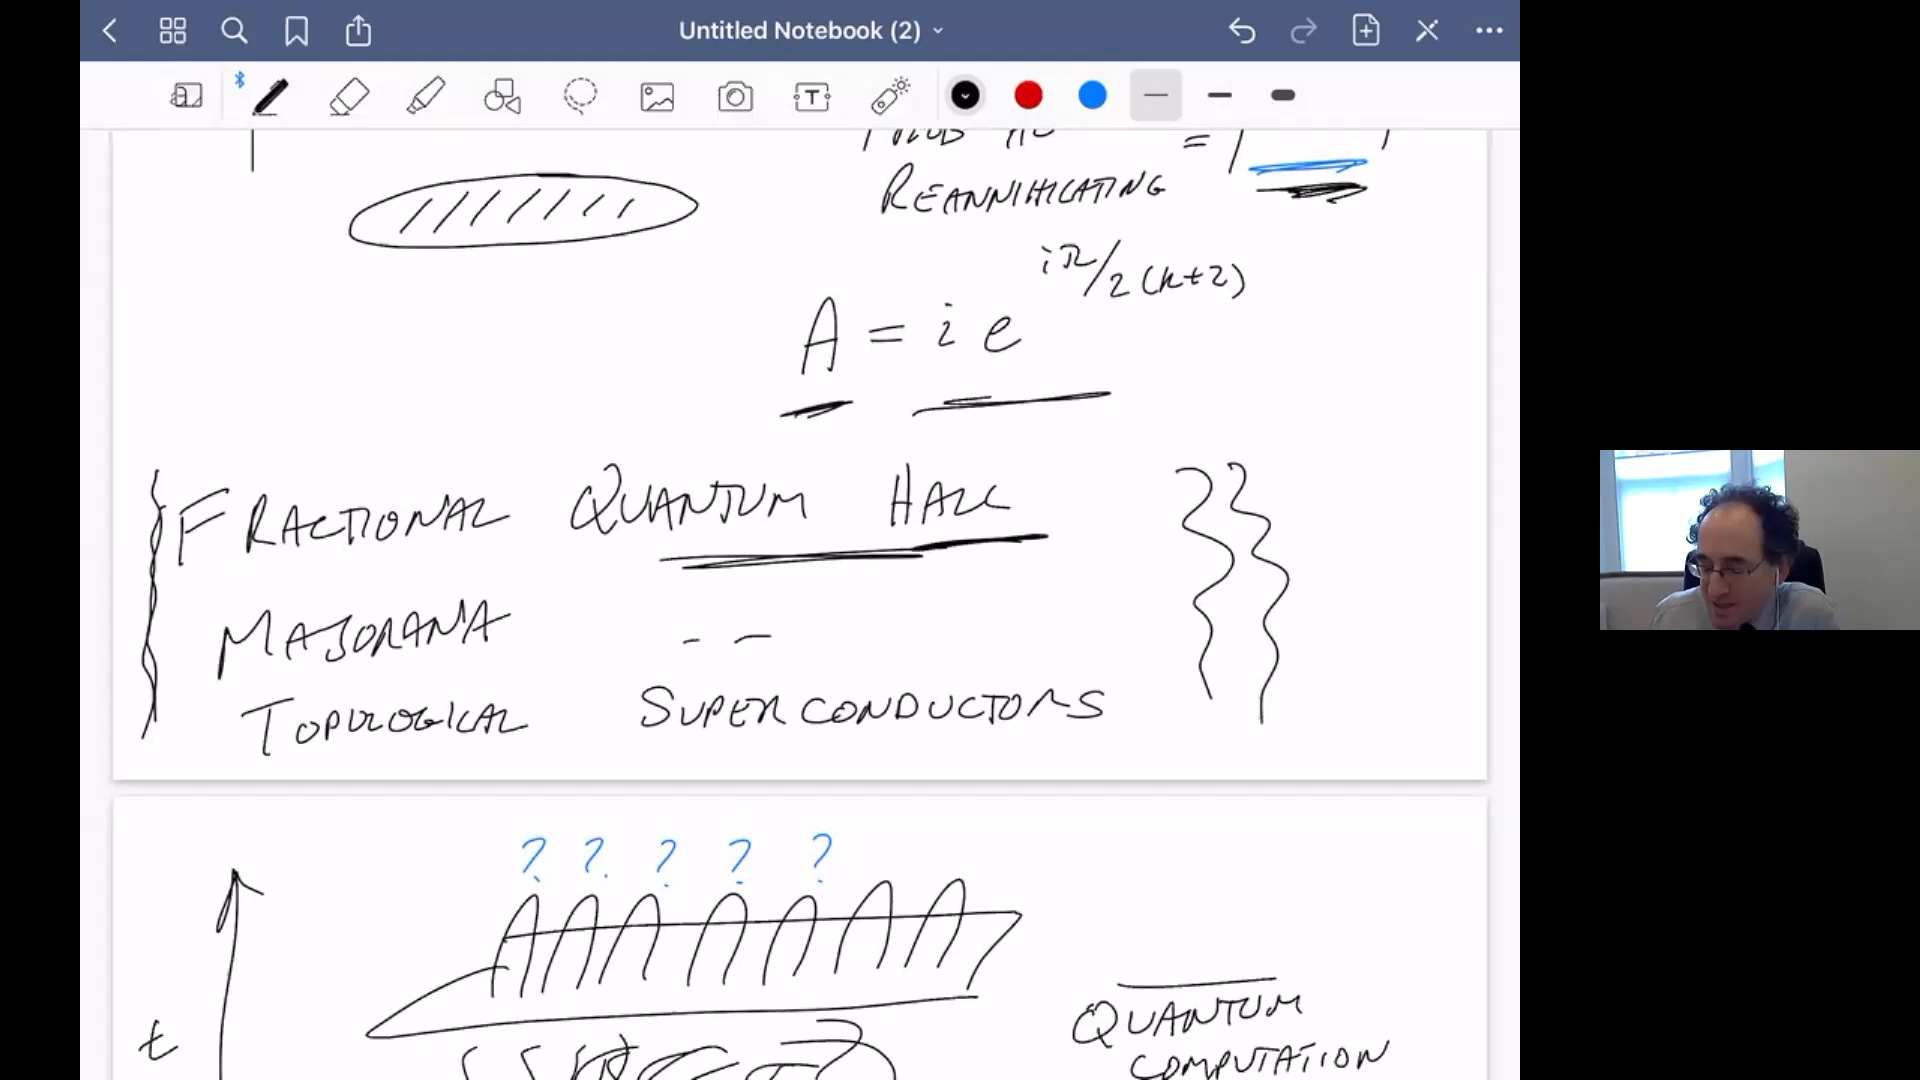 Untitled Notebook (2)
REANNIHILATING
=
A = i e^{iπ/2(k+2)}
FRACTIONAL QUANTUM HALL
MAJORANA - -
TOPOLOGICAL SUPERCONDUCTORS
? ? ? ? ?
QUANTUM
COMPUTATION
t